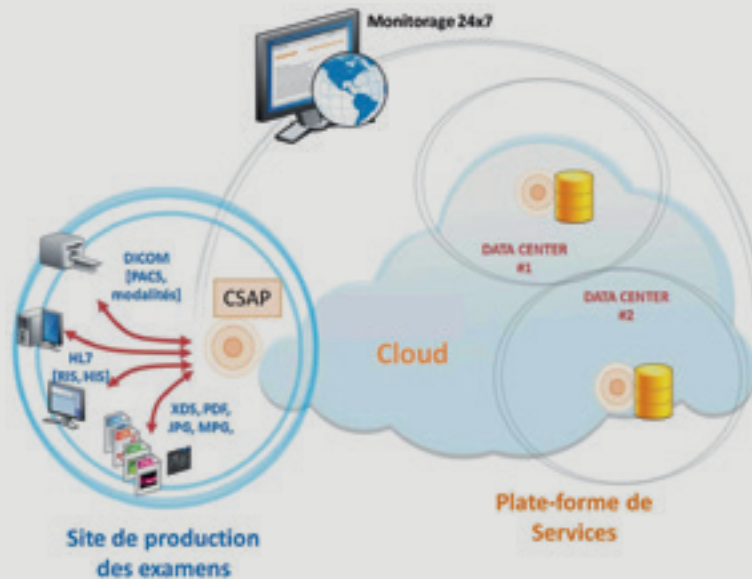 Monitorage 24x7
DICOM
[PACS,
modalités]
CSAP
HL7
[RIS, HIS]
XDS, PDF,
JPG, MPG,
Cloud
DATA CENTER
#1
DATA CENTER
#2
Plate-forme de
Services
Site de production
des examens